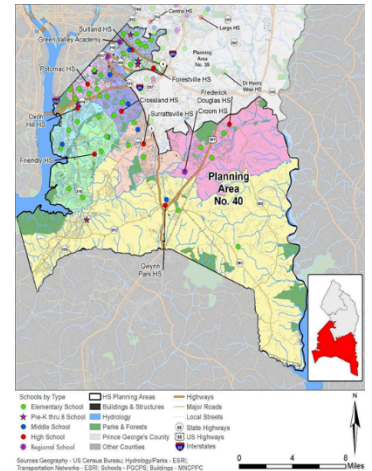 Central HS
Largo HS
Suitland HS
Green Valley Academy
Planning
Area
No. 38
Potomac HS
Forestville HS
Dr Henry
Wise HS
Crossland HS
Frederick
Douglas HS
Surrattsville HS
Croom HS
Oxon
Hill HS
Friendly HS
Planning
Area
No. 40
Gwynn
Park HS
Schools by Type
Elementary School
Pre-K thru 8 School
Middle School
High School
Regional School
HS Planning Areas
Buildings & Structures
Hydrology
Parks & Forests
Prince George's County
Other Counties
Highways
Major Roads
Local Streets
State Highways
US Highways
Interstates
N
0 4 8
Miles
Sources:Geography - US Census Bureau; Hydrology/Parks - ESRI;
Transportation Networks - ESRI; Schools - PGCPS; Buildings - MNCPPC